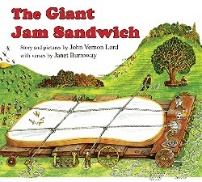 The Giant
Jam Sandwich
Story and pictures by John Vernon Lord
with verses by Janet Burroway